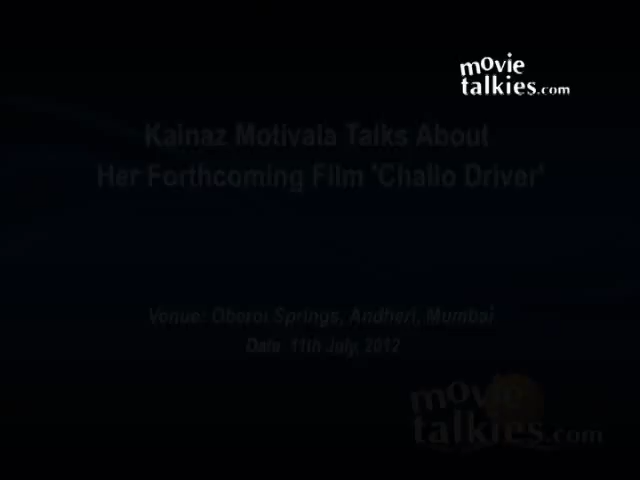 movie
talkies.com
Kainaz Motivala Talks About
Her Forthcoming Film 'Challo Driver'
Venue: Oberoi Springs, Andheri, Mumbai
Date: 11th July, 2012
movie
talkies.com